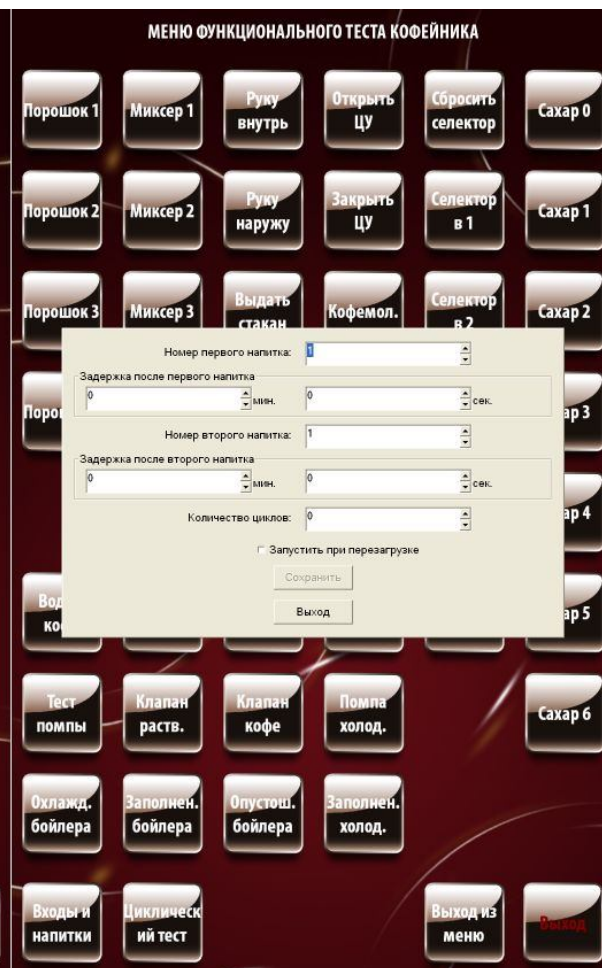 МЕНЮ ФУНКЦИОНАЛЬНОГО ТЕСТА КОФЕЙНИКА
Порошок 1
Миксер 1
Руку
внутрь
Открыть
ЦУ
Сбросить
селектор
Сахар 0
Порошок 2
Миксер 2
Руку
наружу
Закрыть
ЦУ
Селектор
в 1
Сахар 1
Порошок 3
Миксер 3
Выдать
стакан
Кофемол.
Селектор
в 2
Сахар 2
Номер первого напитка:
1
Задержка после первого напитка
0
мин.
0
сек.
Номер второго напитка:
1
Задержка после второго напитка
0
мин.
0
сек.
Количество циклов:
0
Запустить при перезагрузке
Сохранить
Выход
Тест
помпы
Клапан
раств.
Клапан
кофе
Помпа
холод.
Сахар 6
Охлажд.
бойлера
Заполнен.
бойлера
Опустош.
бойлера
Заполнен.
холод.
Входы и
напитки
Цикличес
кий тест
Выход из
меню
Выход